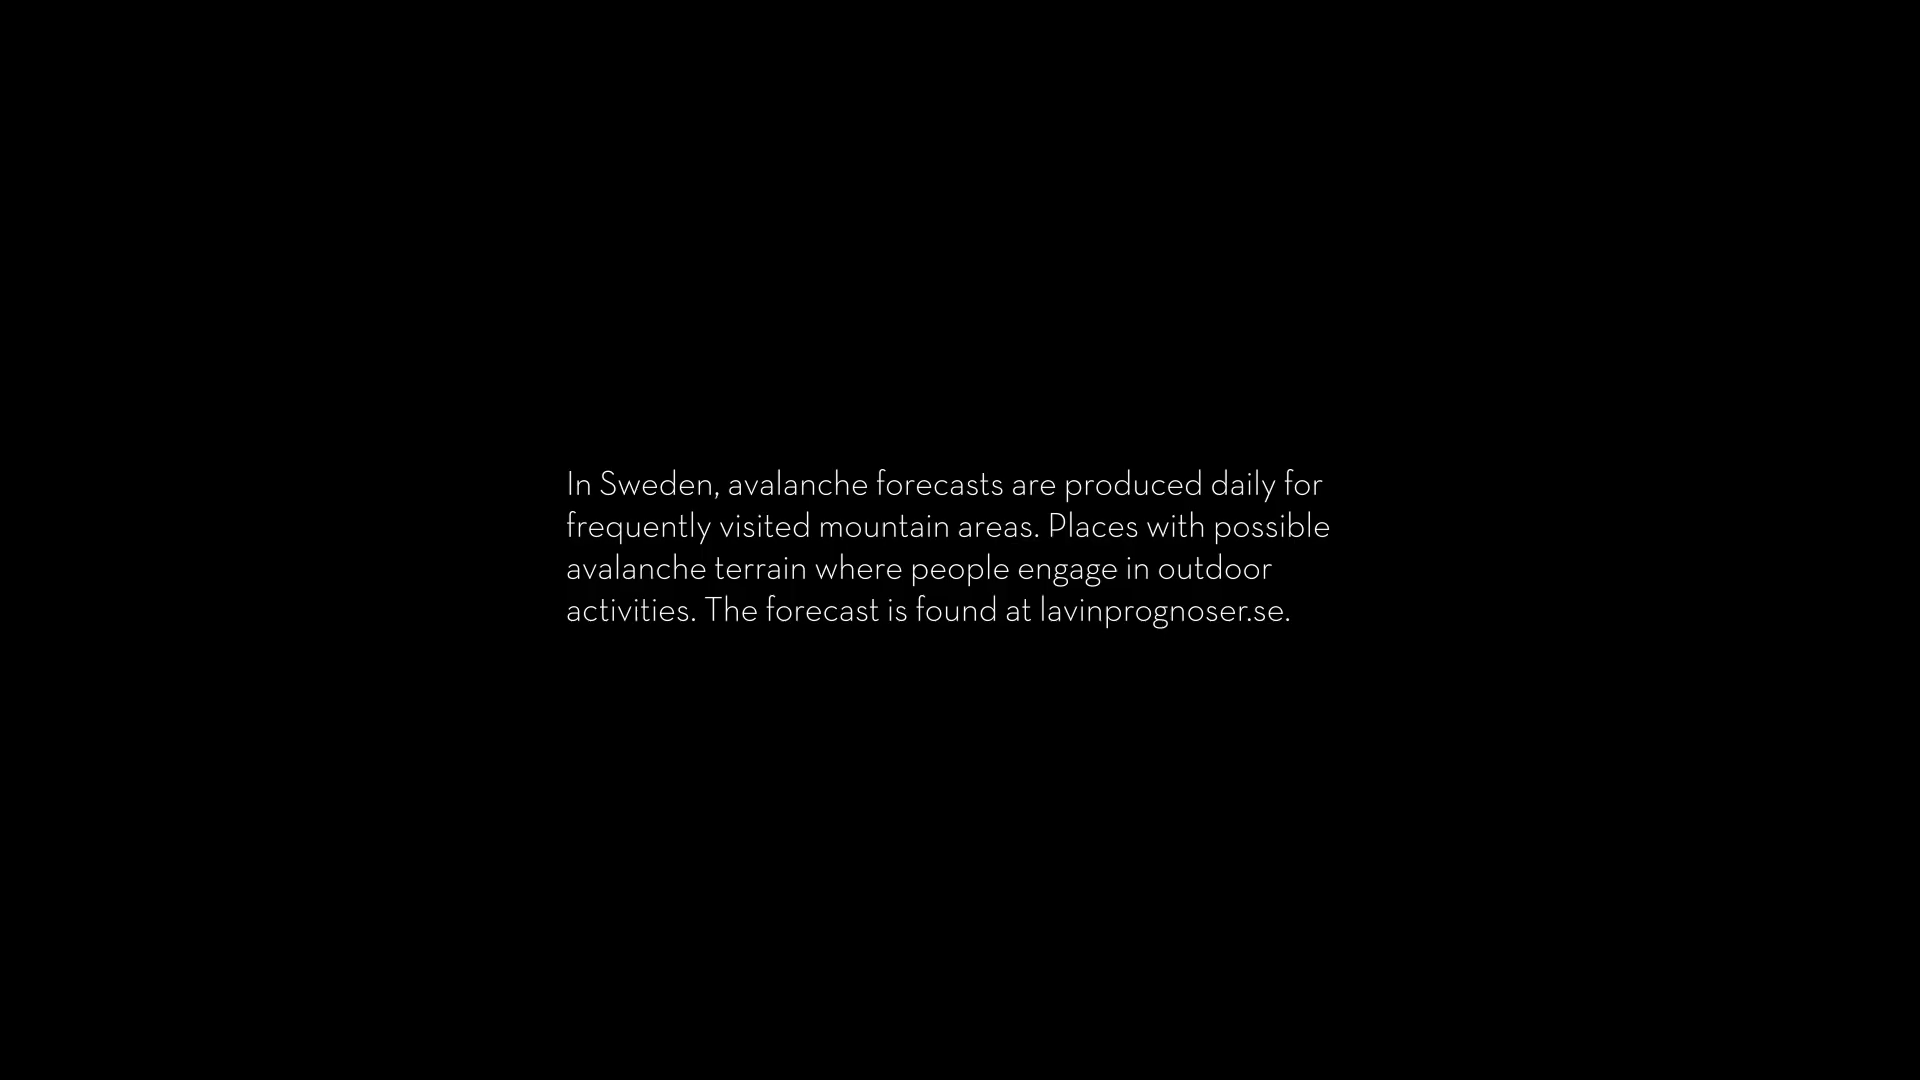 In Sweden, avalanche forecasts are produced daily for
frequently visited mountain areas. Places with possible
avalanche terrain where people engage in outdoor
activities. The forecast is found at lavinprognoser.se.